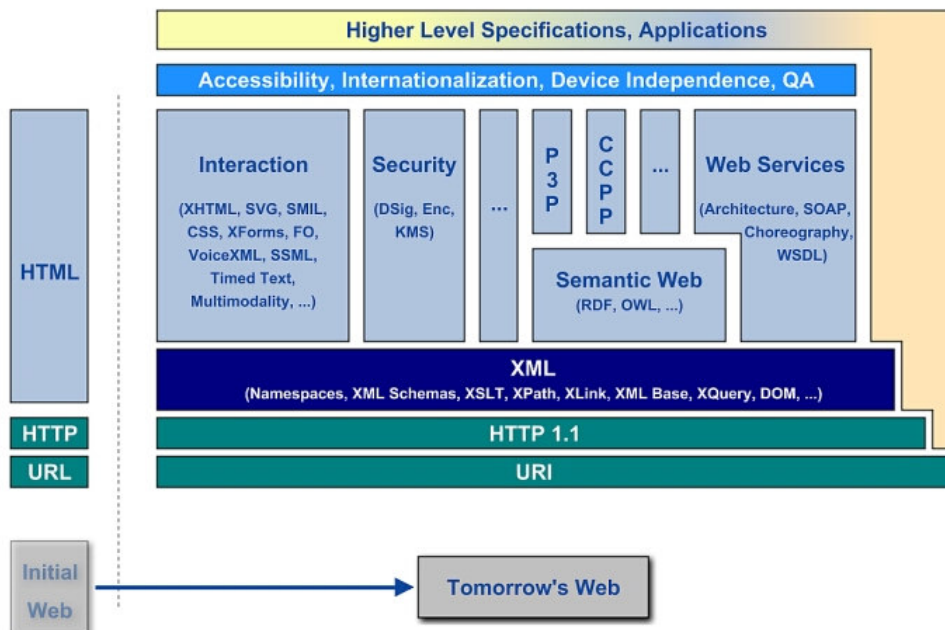 Higher Level Specifications, Applications
Accessibility, Internationalization, Device Independence, QA
HTML
Interaction
(XHTML, SVG, SMIL,
CSS, XForms, FO,
VoiceXML, SSML,
Timed Text,
Multimodality, ...)
Security
(DSig, Enc,
KMS)
...
P3P
CCPP
...
Web Services
(Architecture, SOAP,
Choreography,
WSDL)
Semantic Web
(RDF, OWL, ...)
XML
(Namespaces, XML Schemas, XSLT, XPath, XLink, XML Base, XQuery, DOM, ...)
HTTP
HTTP 1.1
URL
URI
Initial
Web
Tomorrow's Web